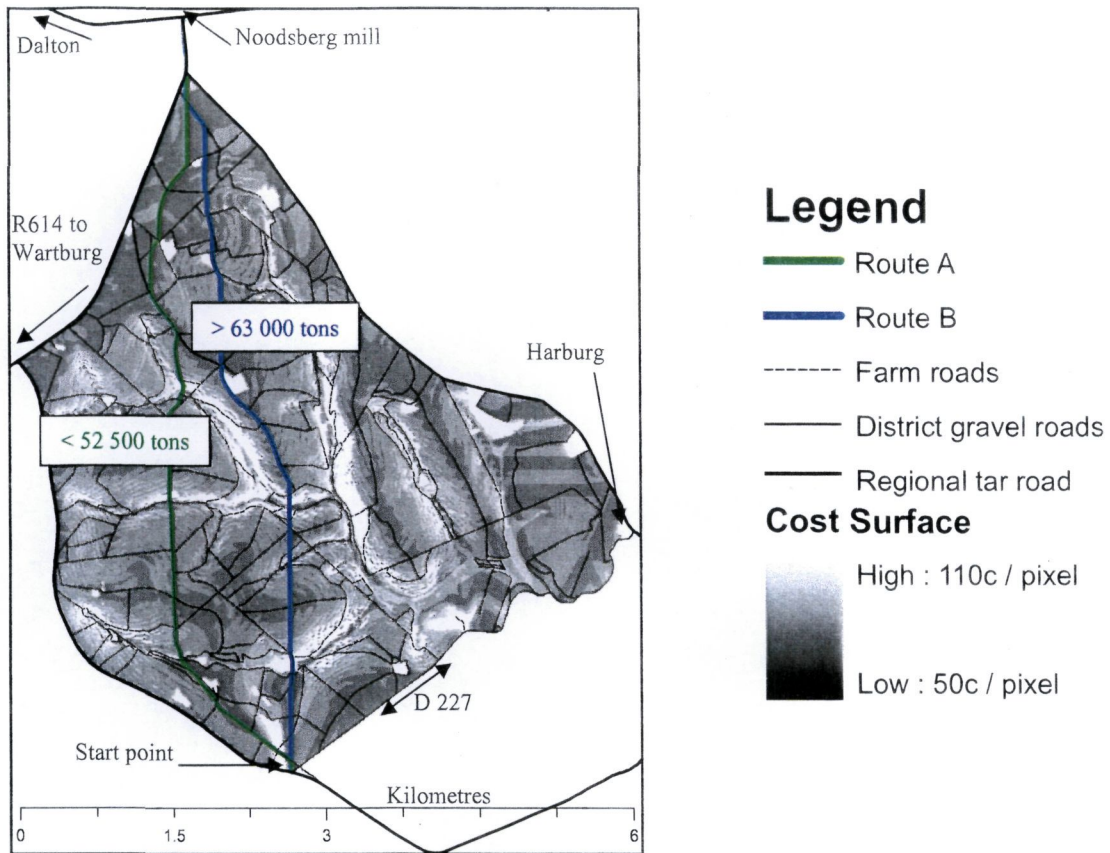 Dalton
Noodsberg mill
R614 to
Wartburg
> 63 000 tons
Harburg
< 52 500 tons
D 227
Start point
Kilometres
0 1.5 3 6
Legend
Route A
Route B
Farm roads
District gravel roads
Regional tar road
Cost Surface
High : 110c / pixel
Low : 50c / pixel